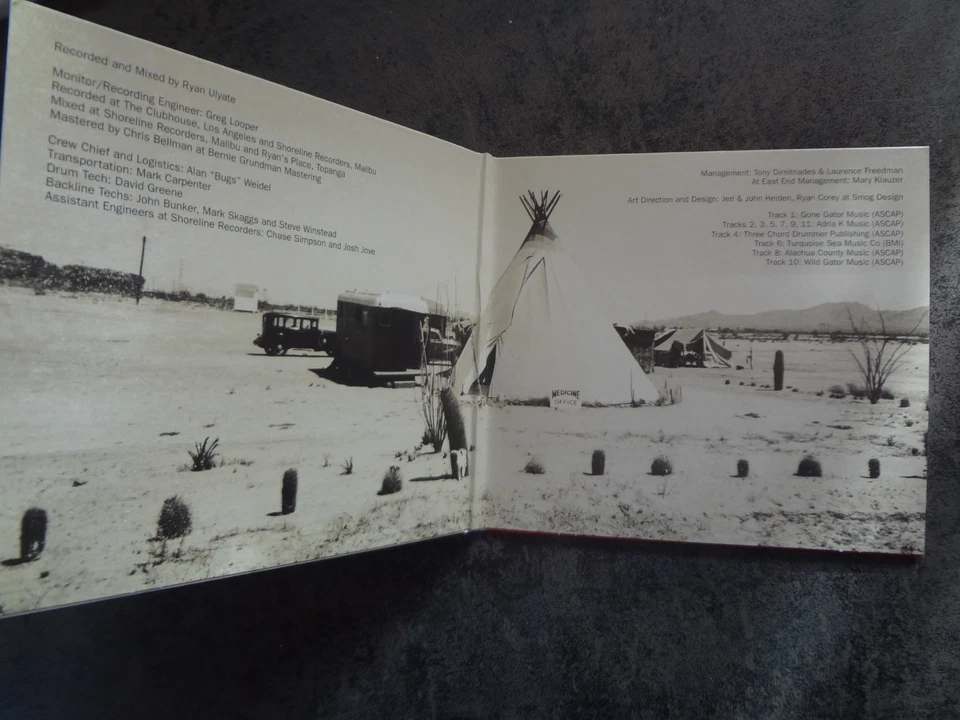 Recorded and Mixed by Ryan Ulyate
Monitor/Recording Engineer: Greg Looper
Recorded at The Clubhouse, Los Angeles and Shoreline Recorders, Malibu
Mixed at Shoreline Recorders, Malibu and Ryan's Place, Topanga
Mastered by Chris Bellman at Bernie Grundman Mastering
Crew Chief and Logistics: Alan "Bugs" Weidel
Transportation: Mark Carpenter
Drum Tech: David Greene
Backline Techs: John Bunker, Mark Skaggs and Steve Winstead
Assistant Engineers at Shoreline Recorders: Chase Simpson and Josh Jove
Management: Tony Dimitriades & Laurence Freedman
At East End Management: Mary Klauzer
Art Direction and Design: Jeri & John Heiden, Ryan Corey at Smog Design
Track 1: Gone Gator Music (ASCAP)
Tracks 2, 3, 5, 7, 9, 11: Adria K Music (ASCAP)
Track 4: Three Chord Drummer Publishing (ASCAP)
Track 6: Turquoise Sea Music Co (BMI)
Track 8: Alachua County Music (ASCAP)
Track 10: Wild Gator Music (ASCAP)
MEDICINE
OFFICE